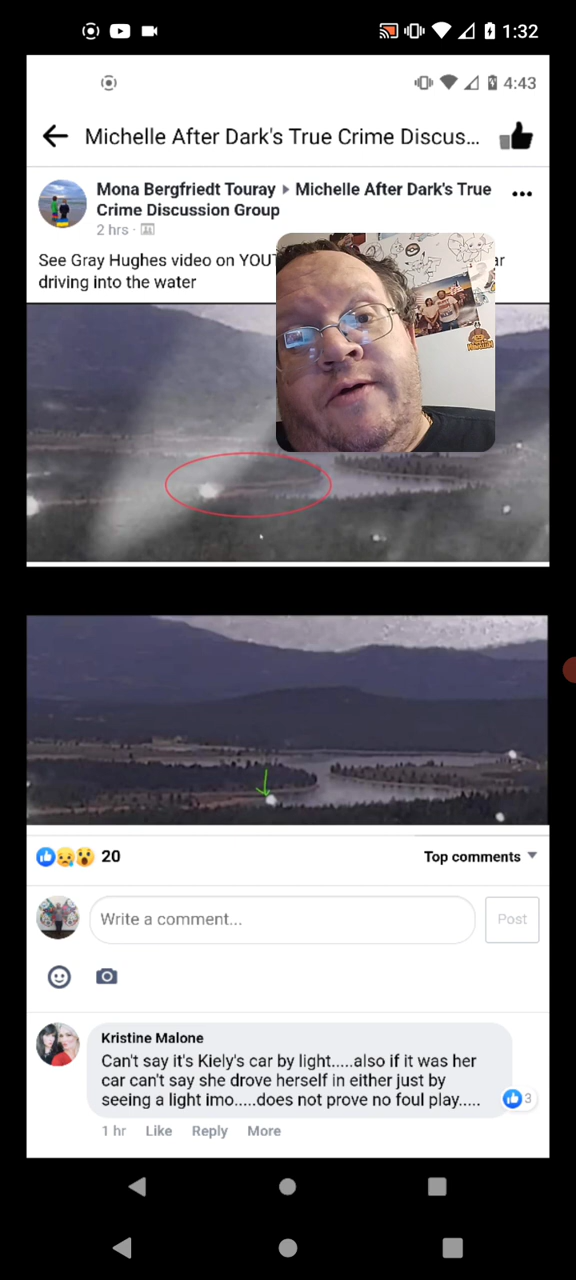 1:32
4:43
Michelle After Dark's True Crime Discus...
Mona Bergfriedt Touray ▸ Michelle After Dark's True
Crime Discussion Group
2 hrs ·
See Gray Hughes video on YOU ar
driving into the water
20
Top comments
Write a comment...
Post
Kristine Malone
Can't say it's Kiely's car by light.....also if it was her
car can't say she drove herself in either just by
seeing a light imo.....does not prove no foul play.....
3
1 hr Like Reply More